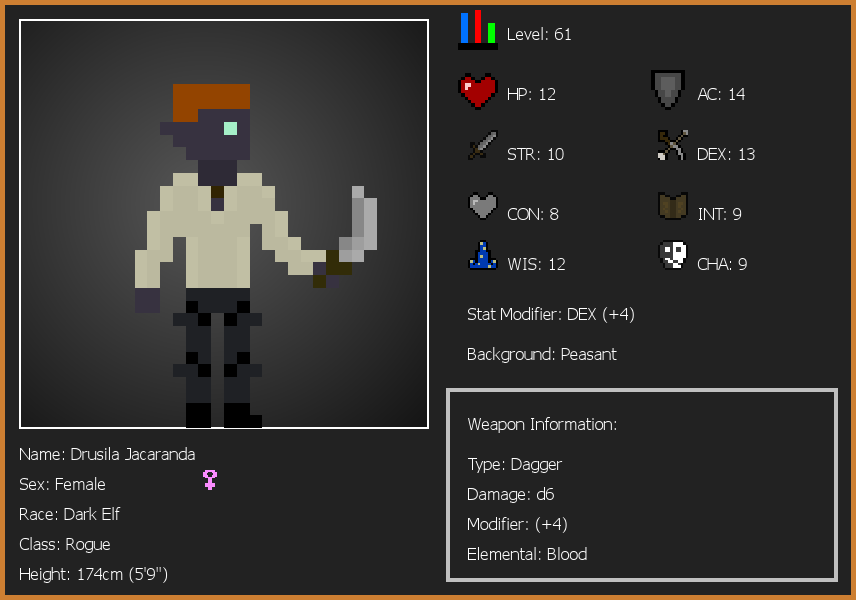 Level: 61
HP: 12
AC: 14
STR: 10
DEX: 13
CON: 8
INT: 9
WIS: 12
CHA: 9
Stat Modifier: DEX (+4)
Background: Peasant
Weapon Information:
Type: Dagger
Damage: d6
Modifier: (+4)
Elemental: Blood
Name: Drusila Jacaranda
Sex: Female
Race: Dark Elf
Class: Rogue
Height: 174cm (5'9")